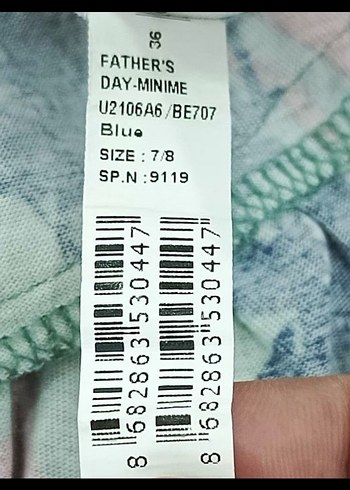 36
FATHER'S
DAY-MINIME
U2106A6/BE707
Blue
SIZE : 7/8
SP.N : 9119
8 682863 530447
8 682863 530447